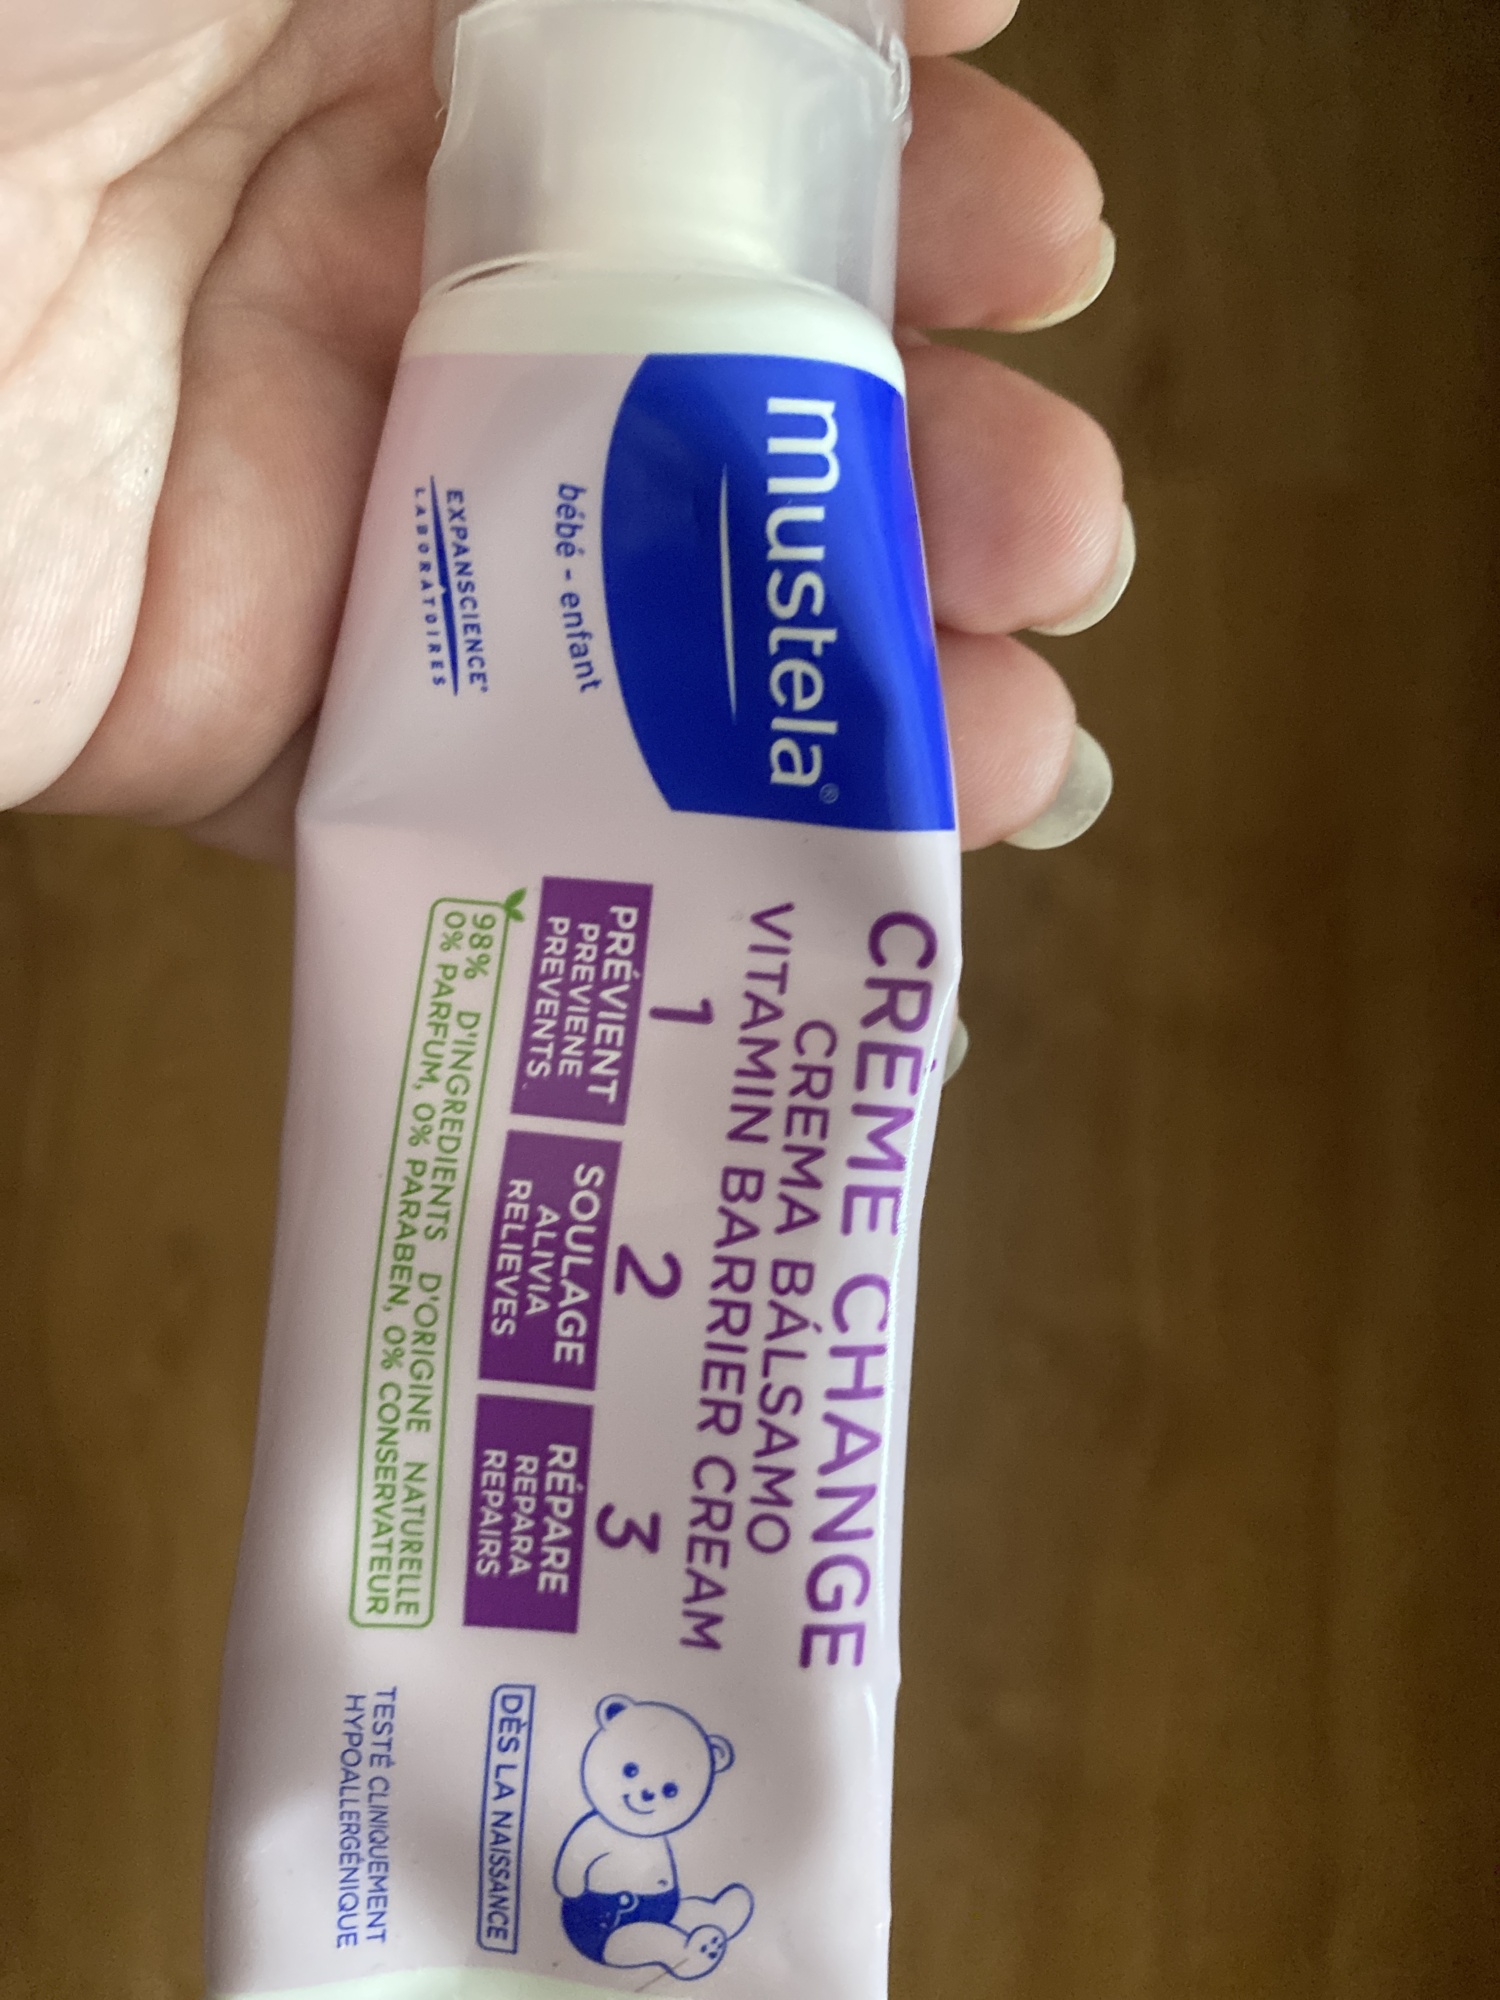 mustela®
bébé - enfant
EXPANSCIENCE®
LABORATOIRES
CRÈME CHANGE
CREMA BÁLSAMO
VITAMIN BARRIER CREAM
1
PRÉVIENT
PREVIENE
PREVENTS
2
SOULAGE
ALIVIA
RELIEVES
3
RÉPARE
REPARA
REPAIRS
98% D'INGREDIENTS D'ORIGINE NATURELLE
0% PARFUM, 0% PARABEN, 0% CONSERVATEUR
DÈS LA NAISSANCE
TESTÉ CLINIQUEMENT
HYPOALLERGÉNIQUE